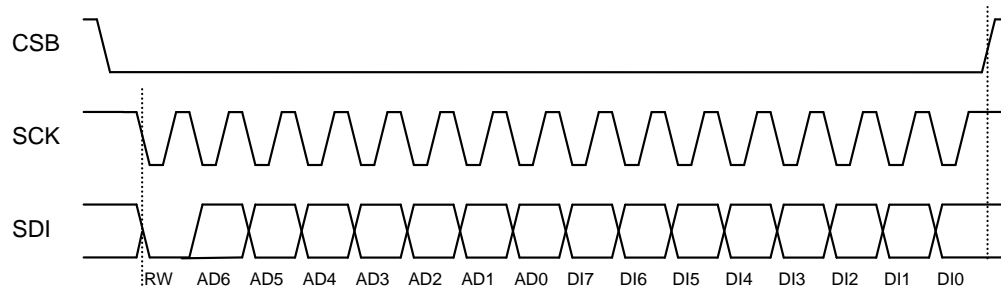 CSB
SCK
SDI
RW AD6 AD5 AD4 AD3 AD2 AD1 AD0 DI7 DI6 DI5 DI4 DI3 DI2 DI1 DI0